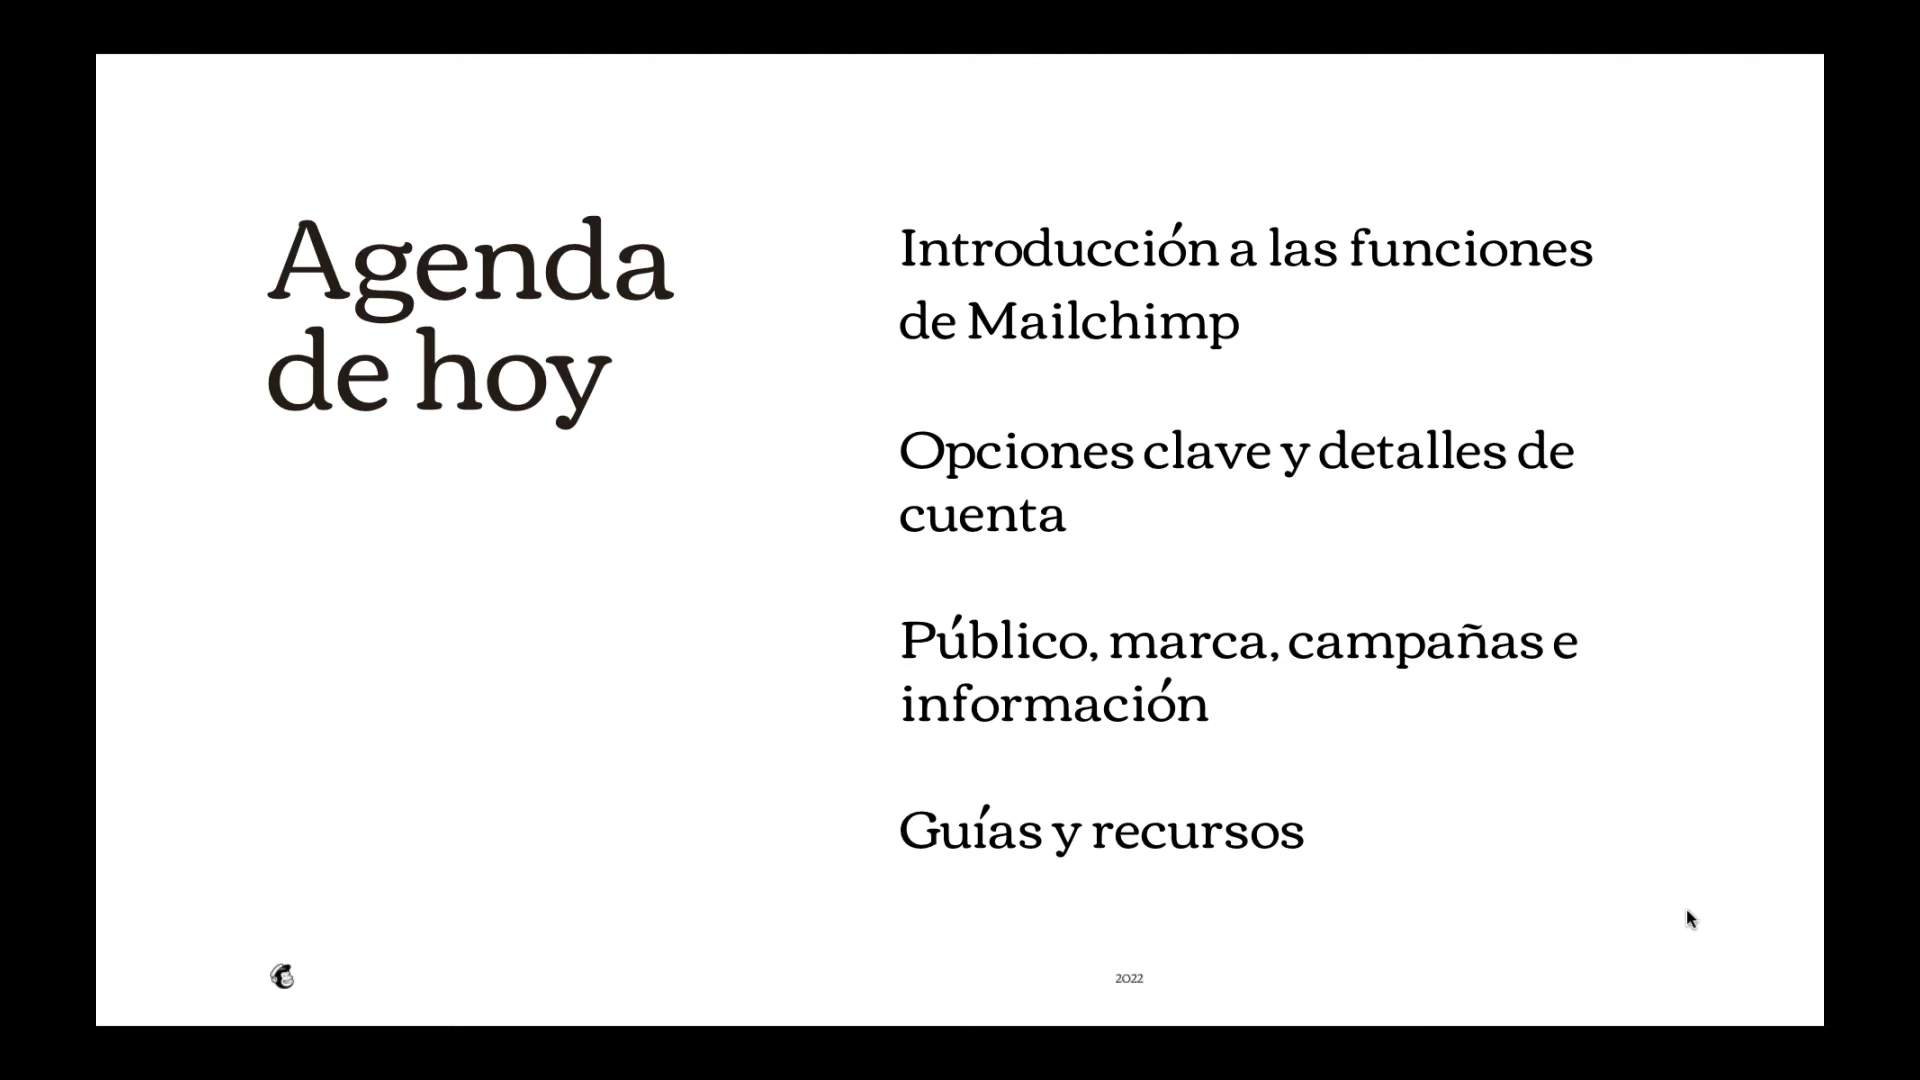 Agenda
de hoy
Introducción a las funciones
de Mailchimp
Opciones clave y detalles de
cuenta
Público, marca, campañas e
información
Guías y recursos
2022